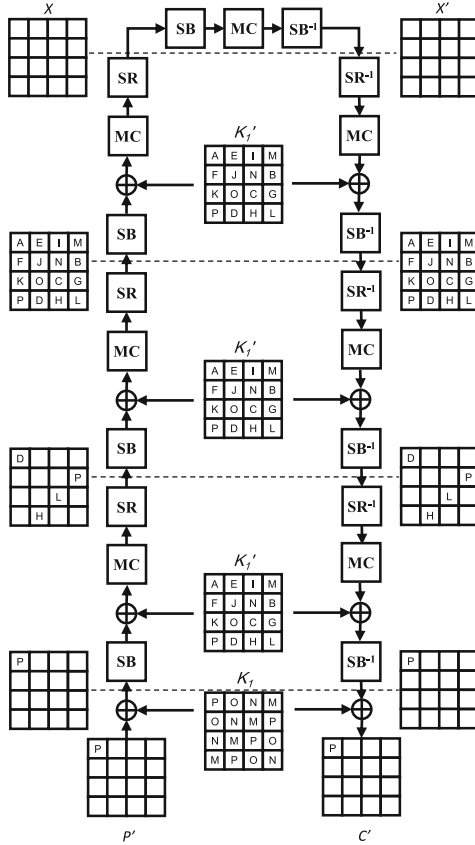 X SB MC SB⁻¹ X'
SR SR⁻¹
MC K₁' MC
A E I M
F J N B
K O C G
P D H L
SB SB⁻¹
A E I M A E I M
F J N B F J N B
K O C G K O C G
P D H L P D H L
SR SR⁻¹
MC K₁' MC
A E I M
F J N B
K O C G
P D H L
SB SB⁻¹
D D
P P
L L
H H
SR SR⁻¹
MC K₁' MC
A E I M
F J N B
K O C G
P D H L
SB SB⁻¹
P P
K₁
P O N M
O N M P
N M P O
M P O N
P P
P' C'